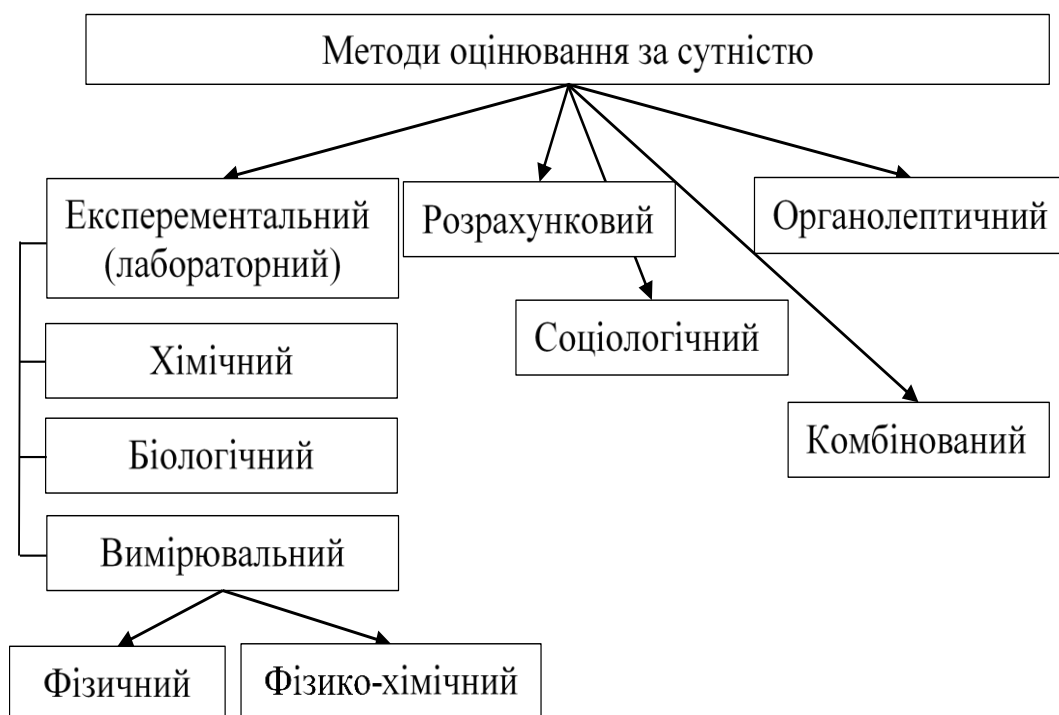 Методи оцінювання за сутністю
Експерементальний
(лабораторний)
Розрахунковий
Органолептичний
Соціологічний
Хімічний
Комбінований
Біологічний
Вимірювальний
Фізичний
Фізико-хімічний